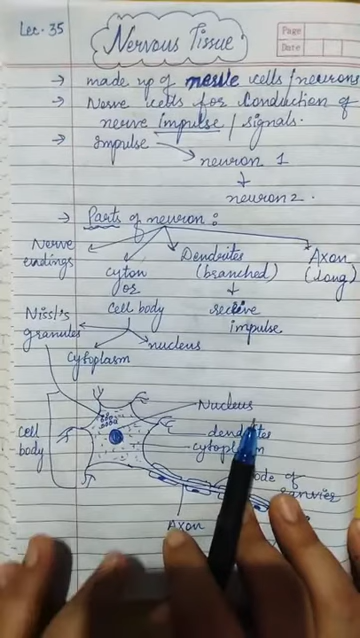 Lec. 35
Nervous Tissue
Page
Date
→ made up of nerve cells/neurons
→ Nerve cells for Conduction of
nerve impulse / signals.
→ Impulse → neuron 1
↓
neuron 2.
→ Parts of neuron :
Nerve endings
cyton or cell body
Dendrites (branched)
↓
receive impulse
Axon (long)
Nissl's granules
cytoplasm
nucleus
Cell body
Nucleus
dendrites
cytoplasm
Node of
Ranvier
Axon